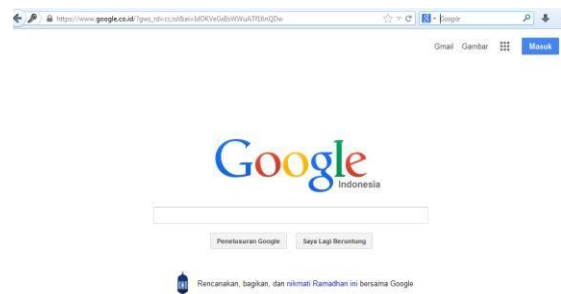 https://www.google.co.id/?gws_rd=cr,ssl&ei=
Google
Gmail Gambar Masuk
Google
Indonesia
Penelusuran Google Saya Lagi Beruntung
Rencanakan, bagikan, dan nikmati Ramadhan ini bersama Google